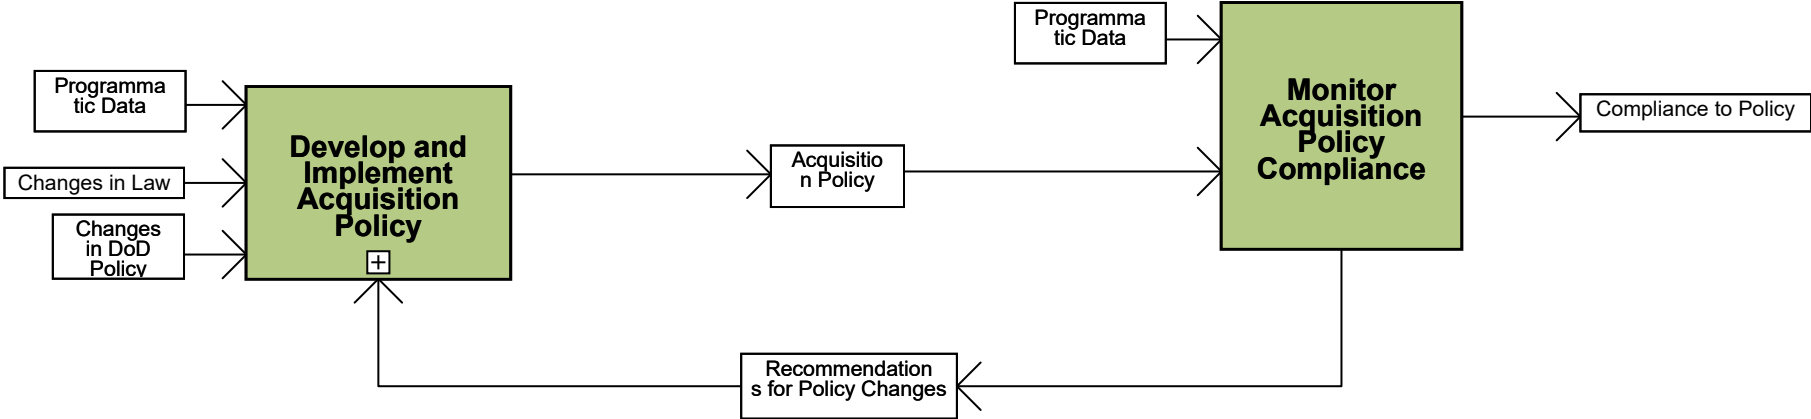 Programma
tic Data
Changes in Law
Changes
in DoD
Policy
Develop and
Implement
Acquisition
Policy
Acquisitio
n Policy
Programma
tic Data
Monitor
Acquisition
Policy
Compliance
Compliance to Policy
Recommendation
s for Policy Changes